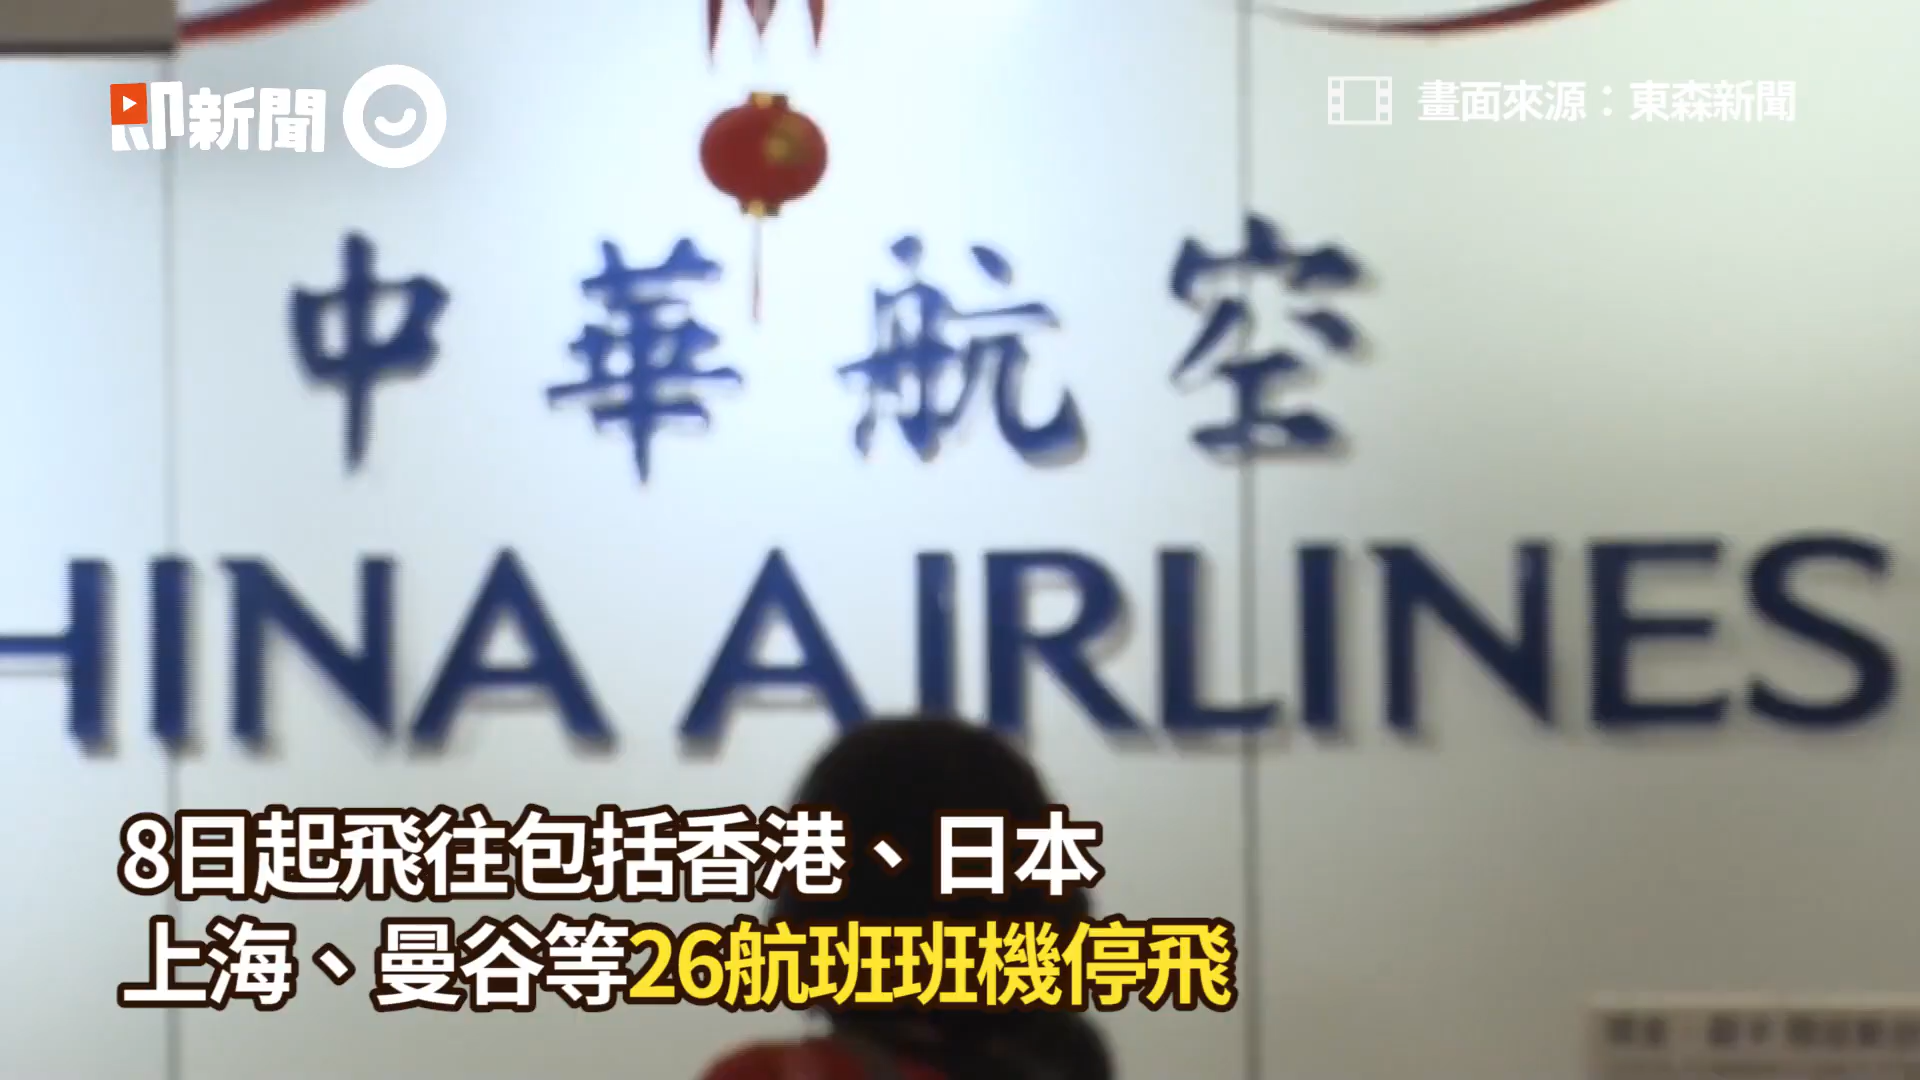 即新聞
畫面來源：東森新聞
中華航空
HINA AIRLINES
8日起飛往包括香港、日本
上海、曼谷等26航班班機停飛